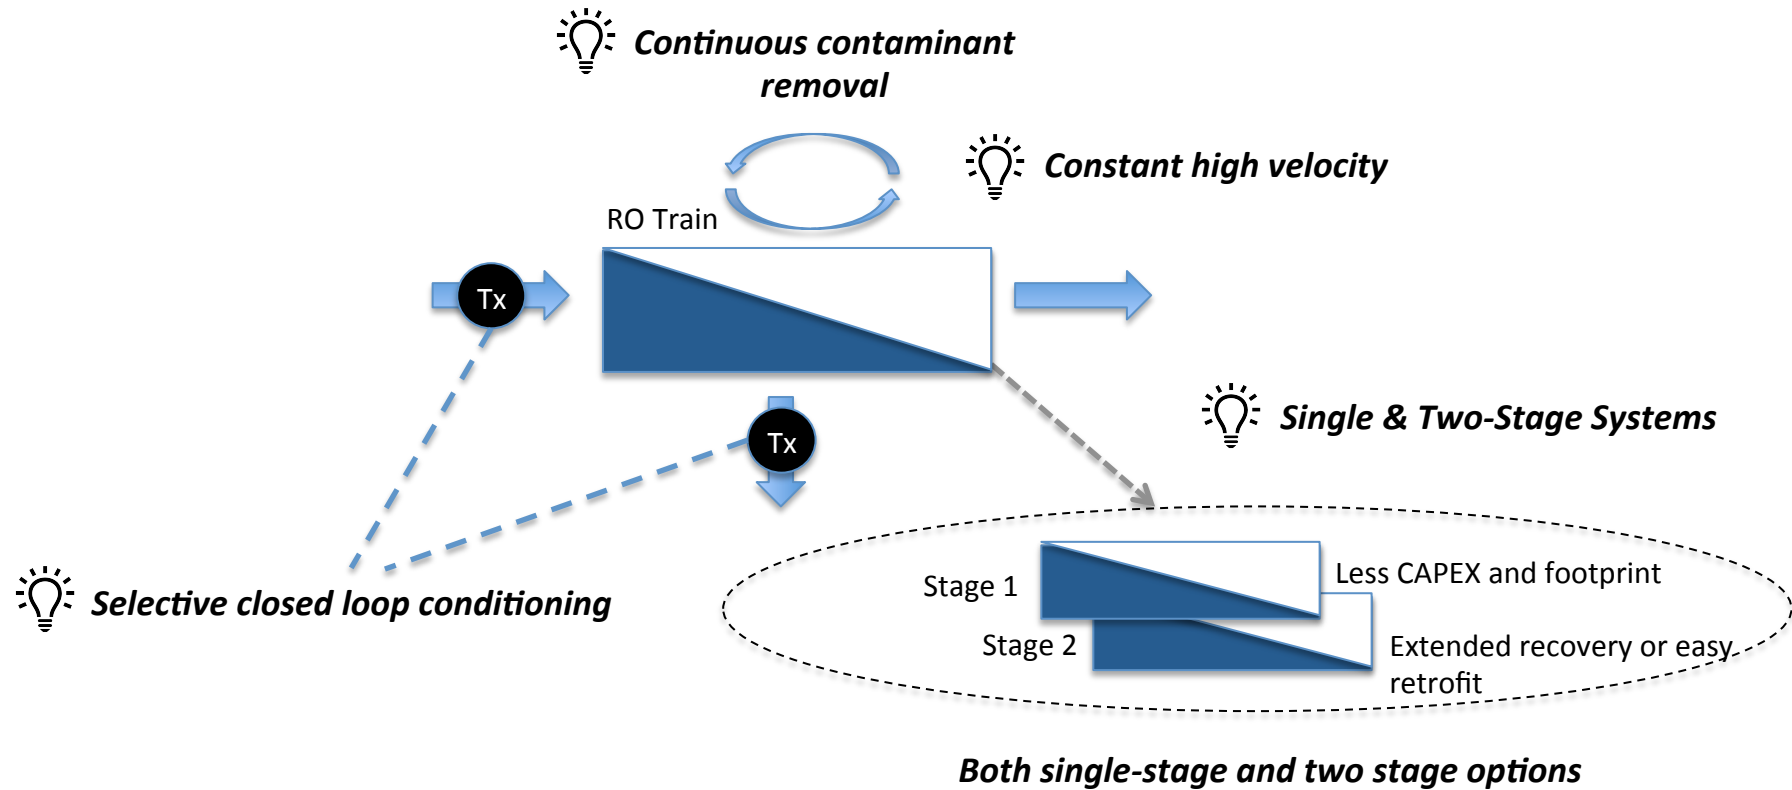 Continuous contaminant
removal
Constant high velocity
RO Train
Tx
Tx
Single & Two-Stage Systems
Selective closed loop conditioning
Stage 1
Less CAPEX and footprint
Stage 2
Extended recovery or easy
retrofit
Both single-stage and two stage options